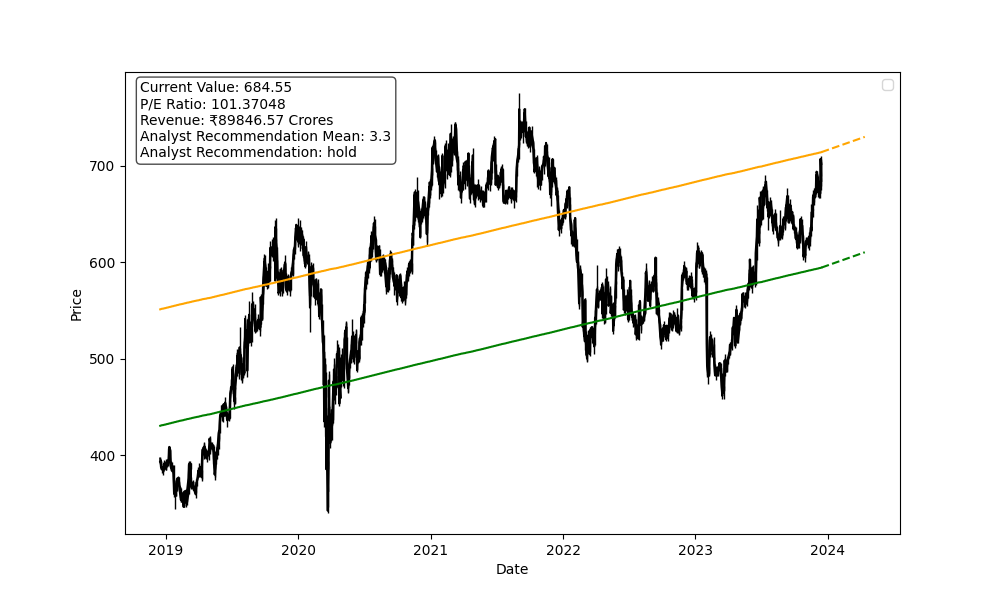 Current Value: 684.55
P/E Ratio: 101.37048
Revenue: ₹89846.57 Crores
Analyst Recommendation Mean: 3.3
Analyst Recommendation: hold
700
600
500
400
Price
2019 2020 2021 2022 2023 2024
Date